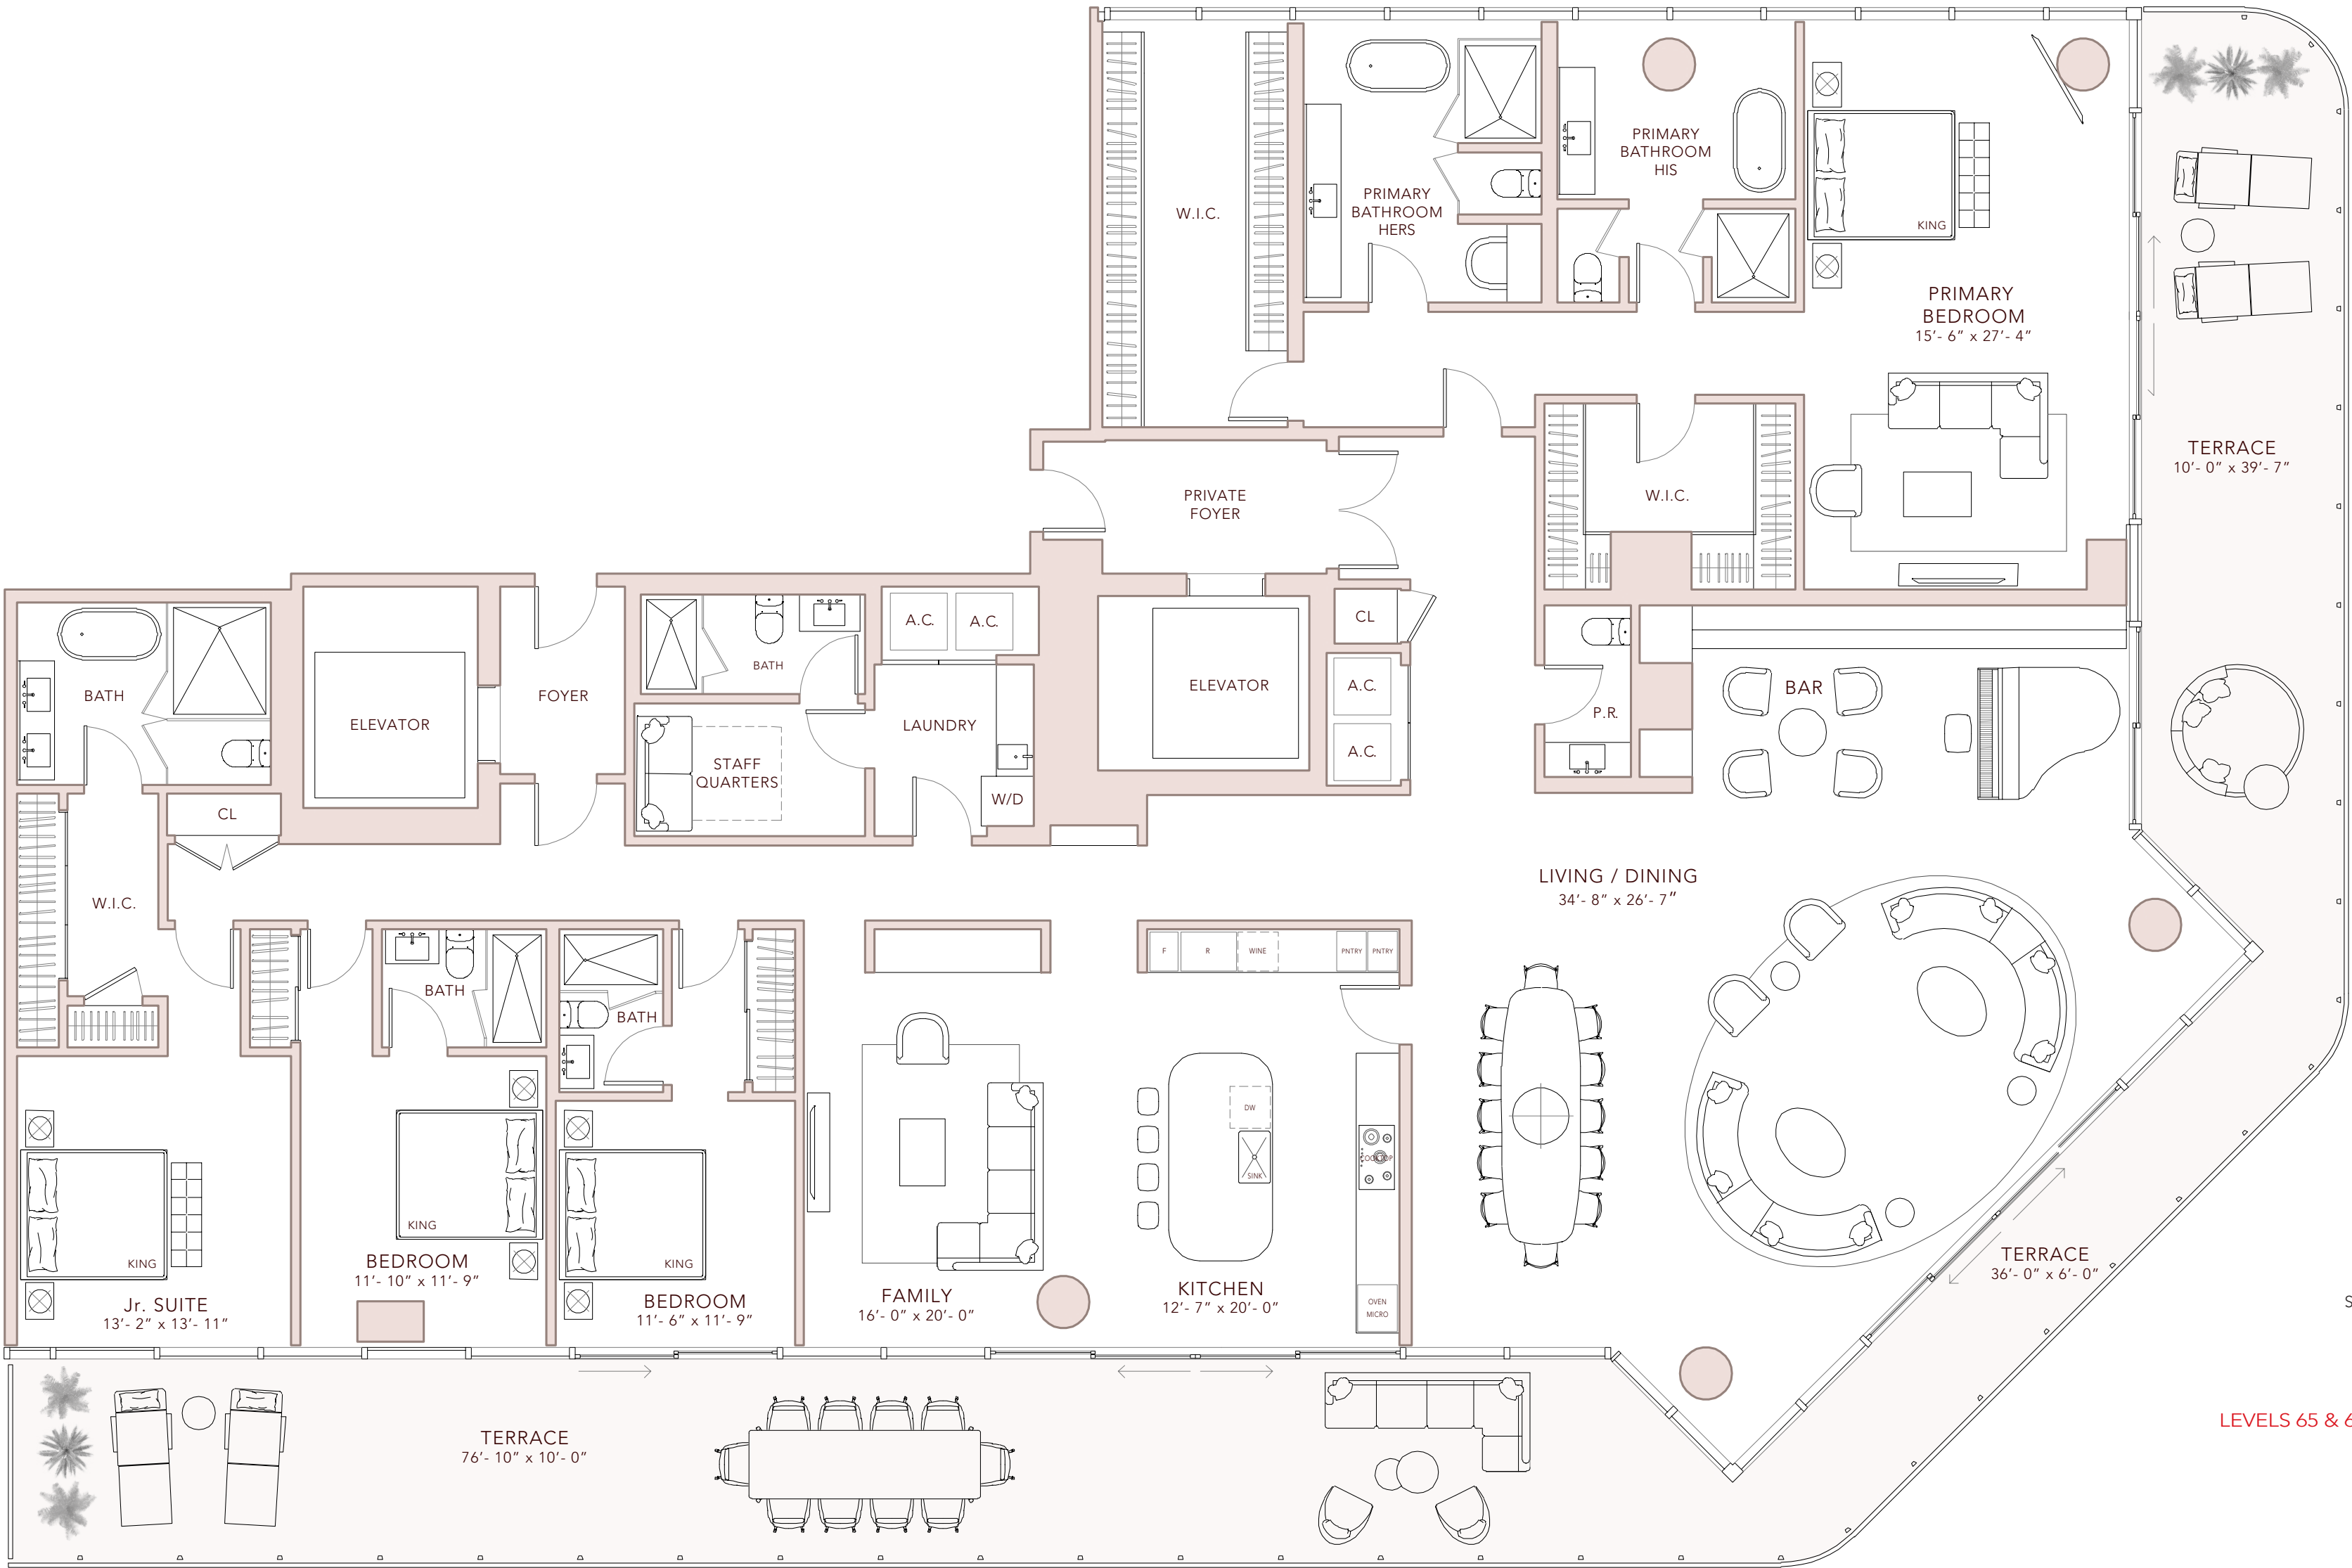 W.I.C.
PRIMARY
BATHROOM
HERS
PRIMARY
BATHROOM
HIS
KING
PRIMARY
BEDROOM
15'- 6" x 27'- 4"
TERRACE
10'- 0" x 39'- 7"
PRIVATE
FOYER
W.I.C.
CL
A.C.
A.C.
ELEVATOR
P.R.
BAR
BATH
ELEVATOR
FOYER
BATH
A.C.
A.C.
STAFF
QUARTERS
LAUNDRY
W/D
CL
W.I.C.
LIVING / DINING
34'- 8" x 26'- 7"
BATH
BATH
F
R
WINE
PNTRY
PNTRY
DW
SINK
COOKTOP
OVEN
MICRO
KING
Jr. SUITE
13'- 2" x 13'- 11"
KING
BEDROOM
11'- 10" x 11'- 9"
KING
BEDROOM
11'- 6" x 11'- 9"
FAMILY
16'- 0" x 20'- 0"
KITCHEN
12'- 7" x 20'- 0"
TERRACE
36'- 0" x 6'- 0"
S
LEVELS 65 & 6
TERRACE
76'- 10" x 10'- 0"